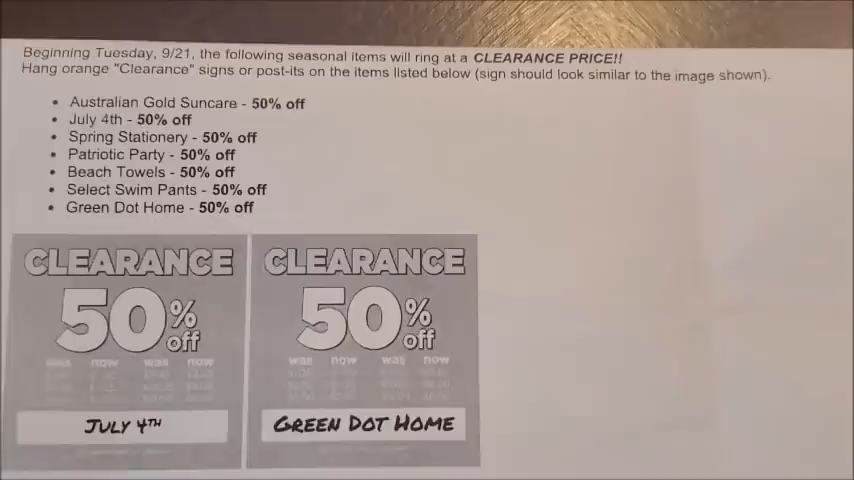 Beginning Tuesday, 9/21, the following seasonal items will ring at a CLEARANCE PRICE!!
Hang orange "Clearance" signs or post-its on the items listed below (sign should look similar to the image shown).
• Australian Gold Suncare - 50% off
• July 4th - 50% off
• Spring Stationery - 50% off
• Patriotic Party - 50% off
• Beach Towels - 50% off
• Select Swim Pants - 50% off
• Green Dot Home - 50% off
CLEARANCE
50% off
was now was now
JULY 4TH
CLEARANCE
50% off
was now was now
GREEN DOT HOME